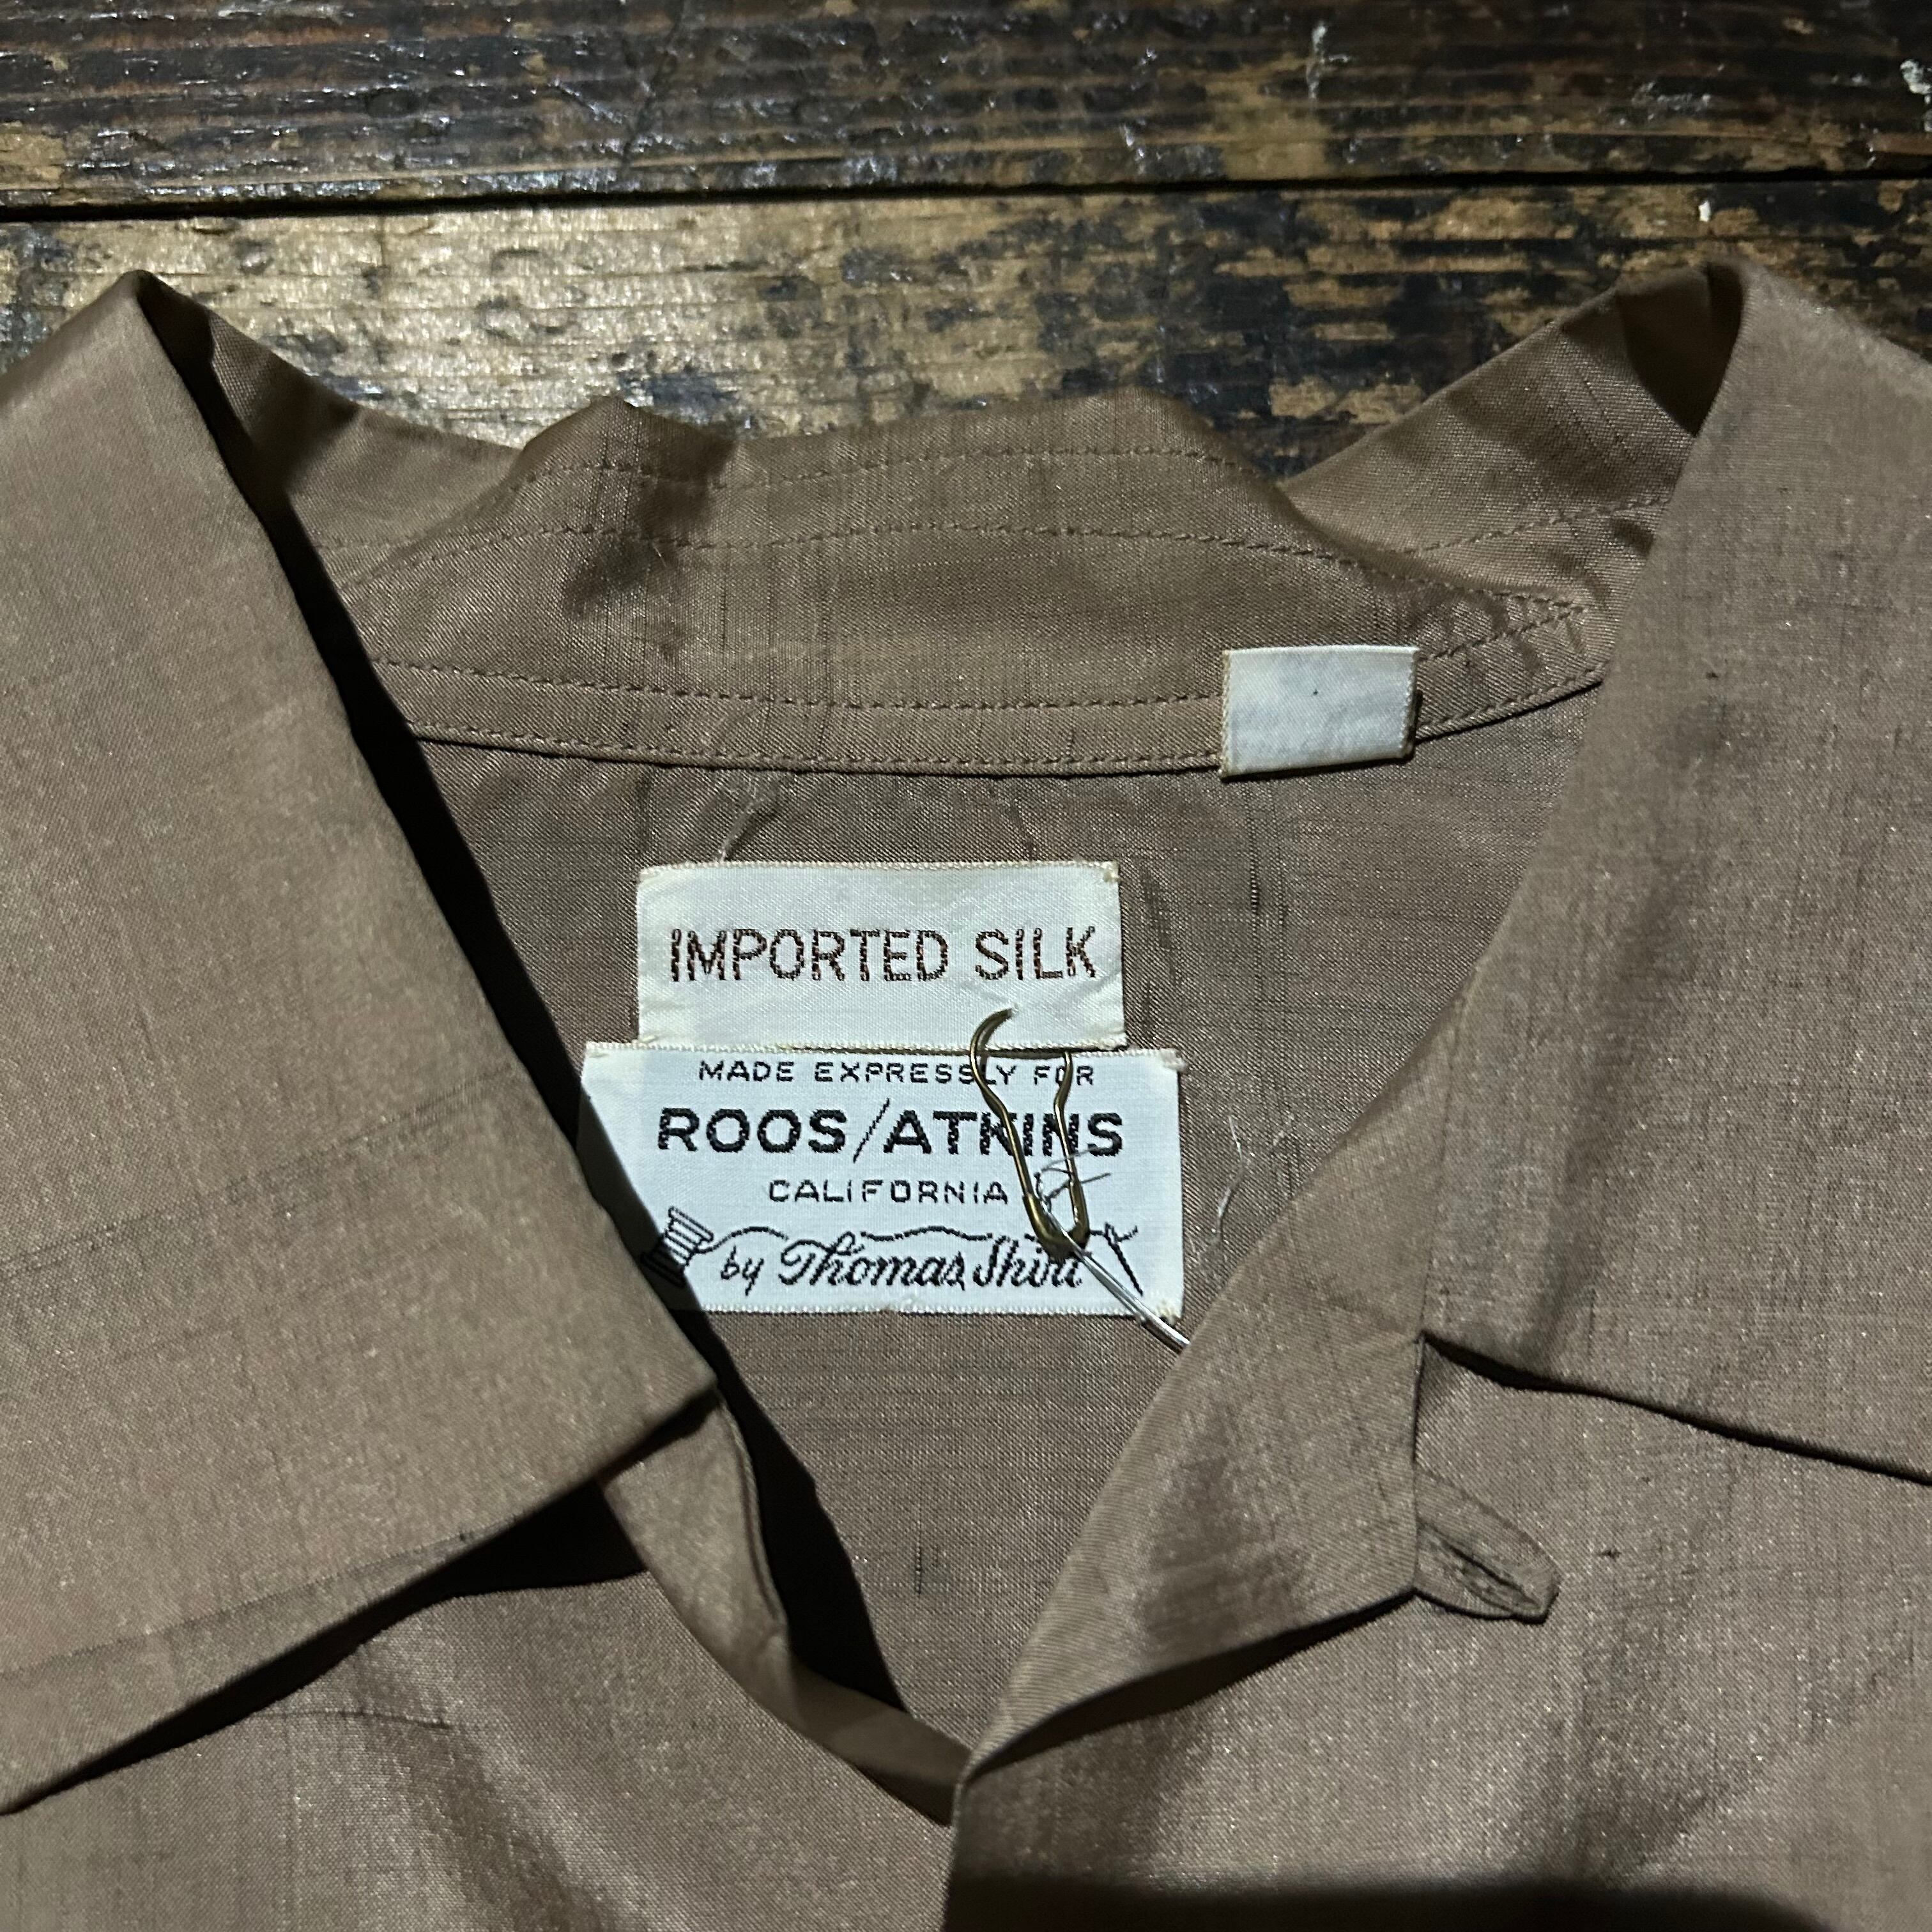 IMPORTED SILK
MADE EXPRESSLY FOR
ROOS/ATKINS
CALIFORNIA
by Thomas Shirt